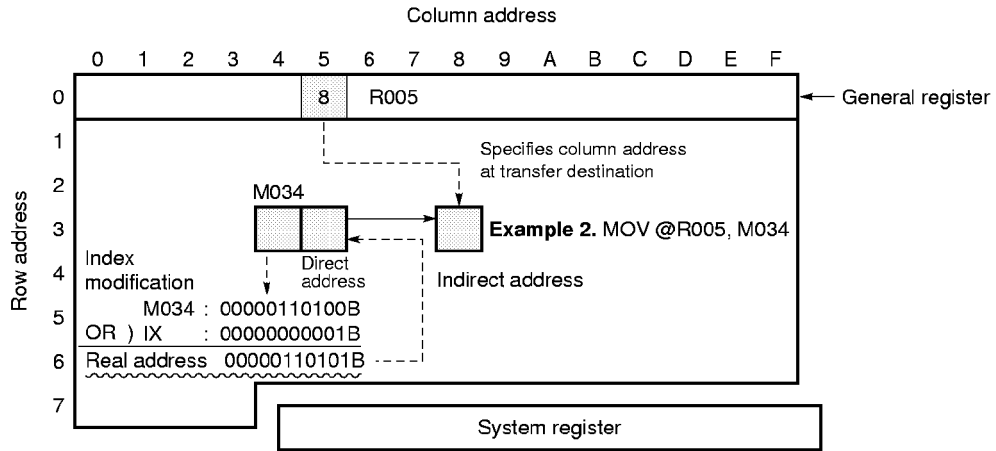 Column address
0 1 2 3 4 5 6 7 8 9 A B C D E F
0 8 R005 General register
1
Specifies column address
at transfer destination
2
M034
Row address
3 Example 2. MOV @R005, M034
Index
modification
Direct
address
4 Indirect address
M034 : 00000110100B
5
OR ) IX : 00000000001B
6 Real address 00000110101B
7
System register